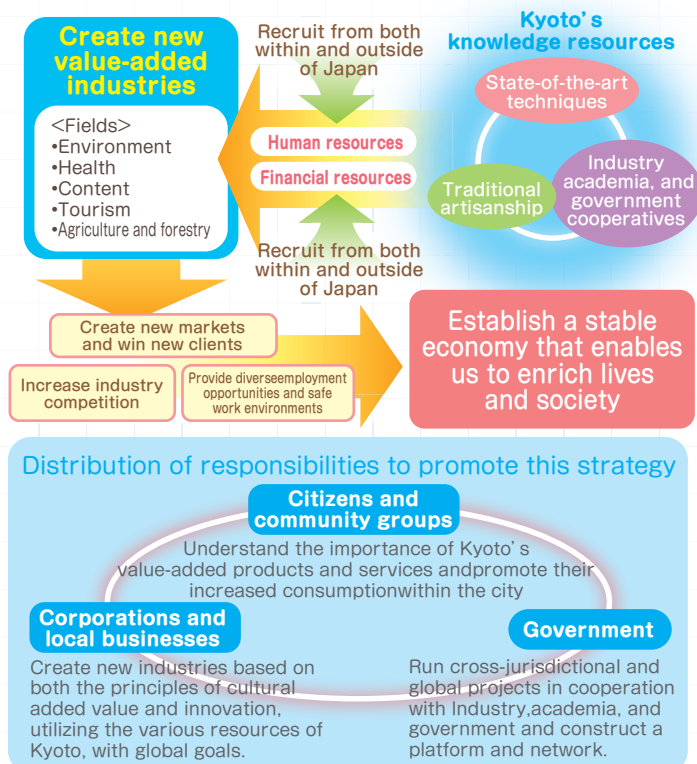 Create new
value-added
industries
<Fields>
•Environment
•Health
•Content
•Tourism
•Agriculture and forestry
Recruit from both
within and outside
of Japan
Human resources
Financial resources
Recruit from both
within and outside
of Japan
Kyoto's
knowledge resources
State-of-the-art
techniques
Traditional
artisanship
Industry
academia, and
government
cooperatives
Create new markets
and win new clients
Increase industry
competition
Provide diverseemployment
opportunities and safe
work environments
Establish a stable
economy that enables
us to enrich lives
and society
Distribution of responsibilities to promote this strategy
Citizens and
community groups
Understand the importance of Kyoto's
value-added products and services andpromote their
increased consumptionwithin the city
Corporations and
local businesses
Create new industries based on
both the principles of cultural
added value and innovation,
utilizing the various resources of
Kyoto, with global goals.
Government
Run cross-jurisdictional and
global projects in cooperation
with Industry,academia, and
government and construct a
platform and network.